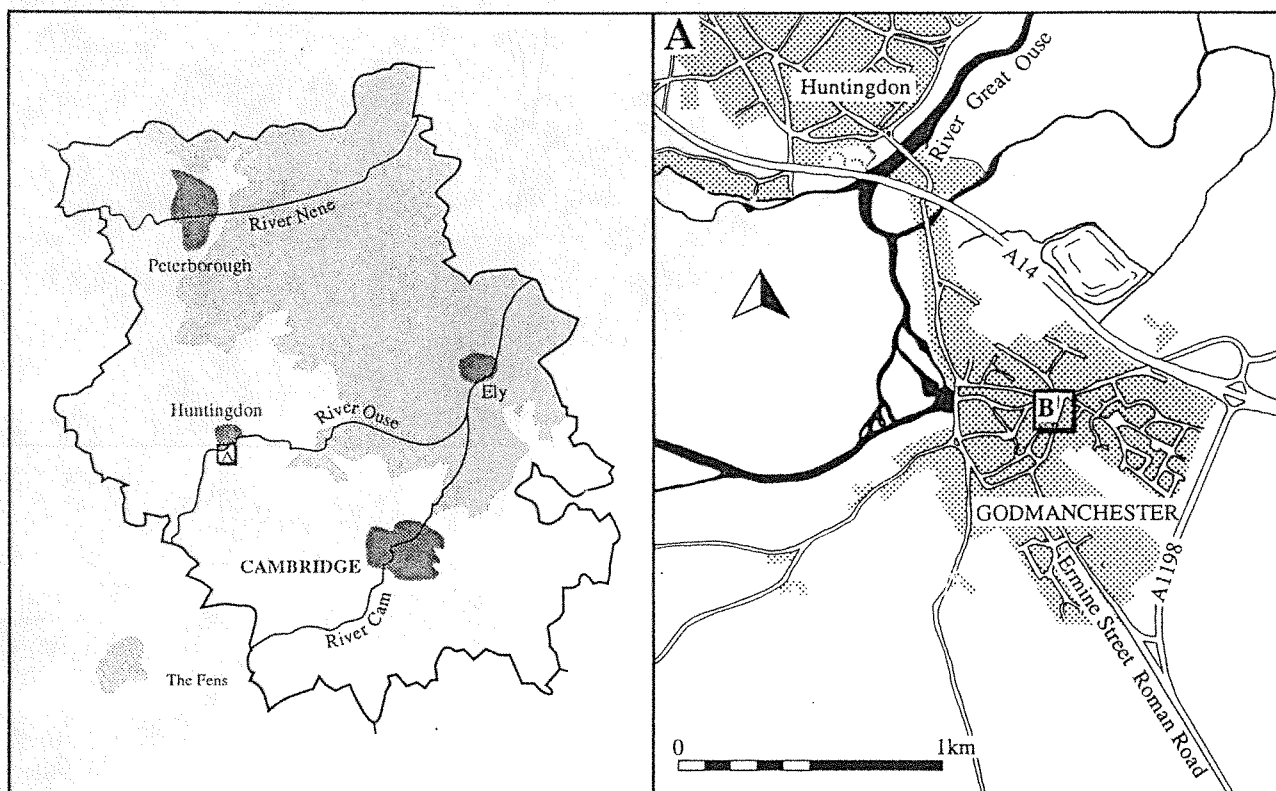 River Nene
Peterborough
Huntingdon
River Ouse
Ely
A
CAMBRIDGE
River Cam
The Fens
A
Huntingdon
River Great Ouse
A14
B
GODMANCHESTER
A1198
Ermine Street Roman Road
0
1km